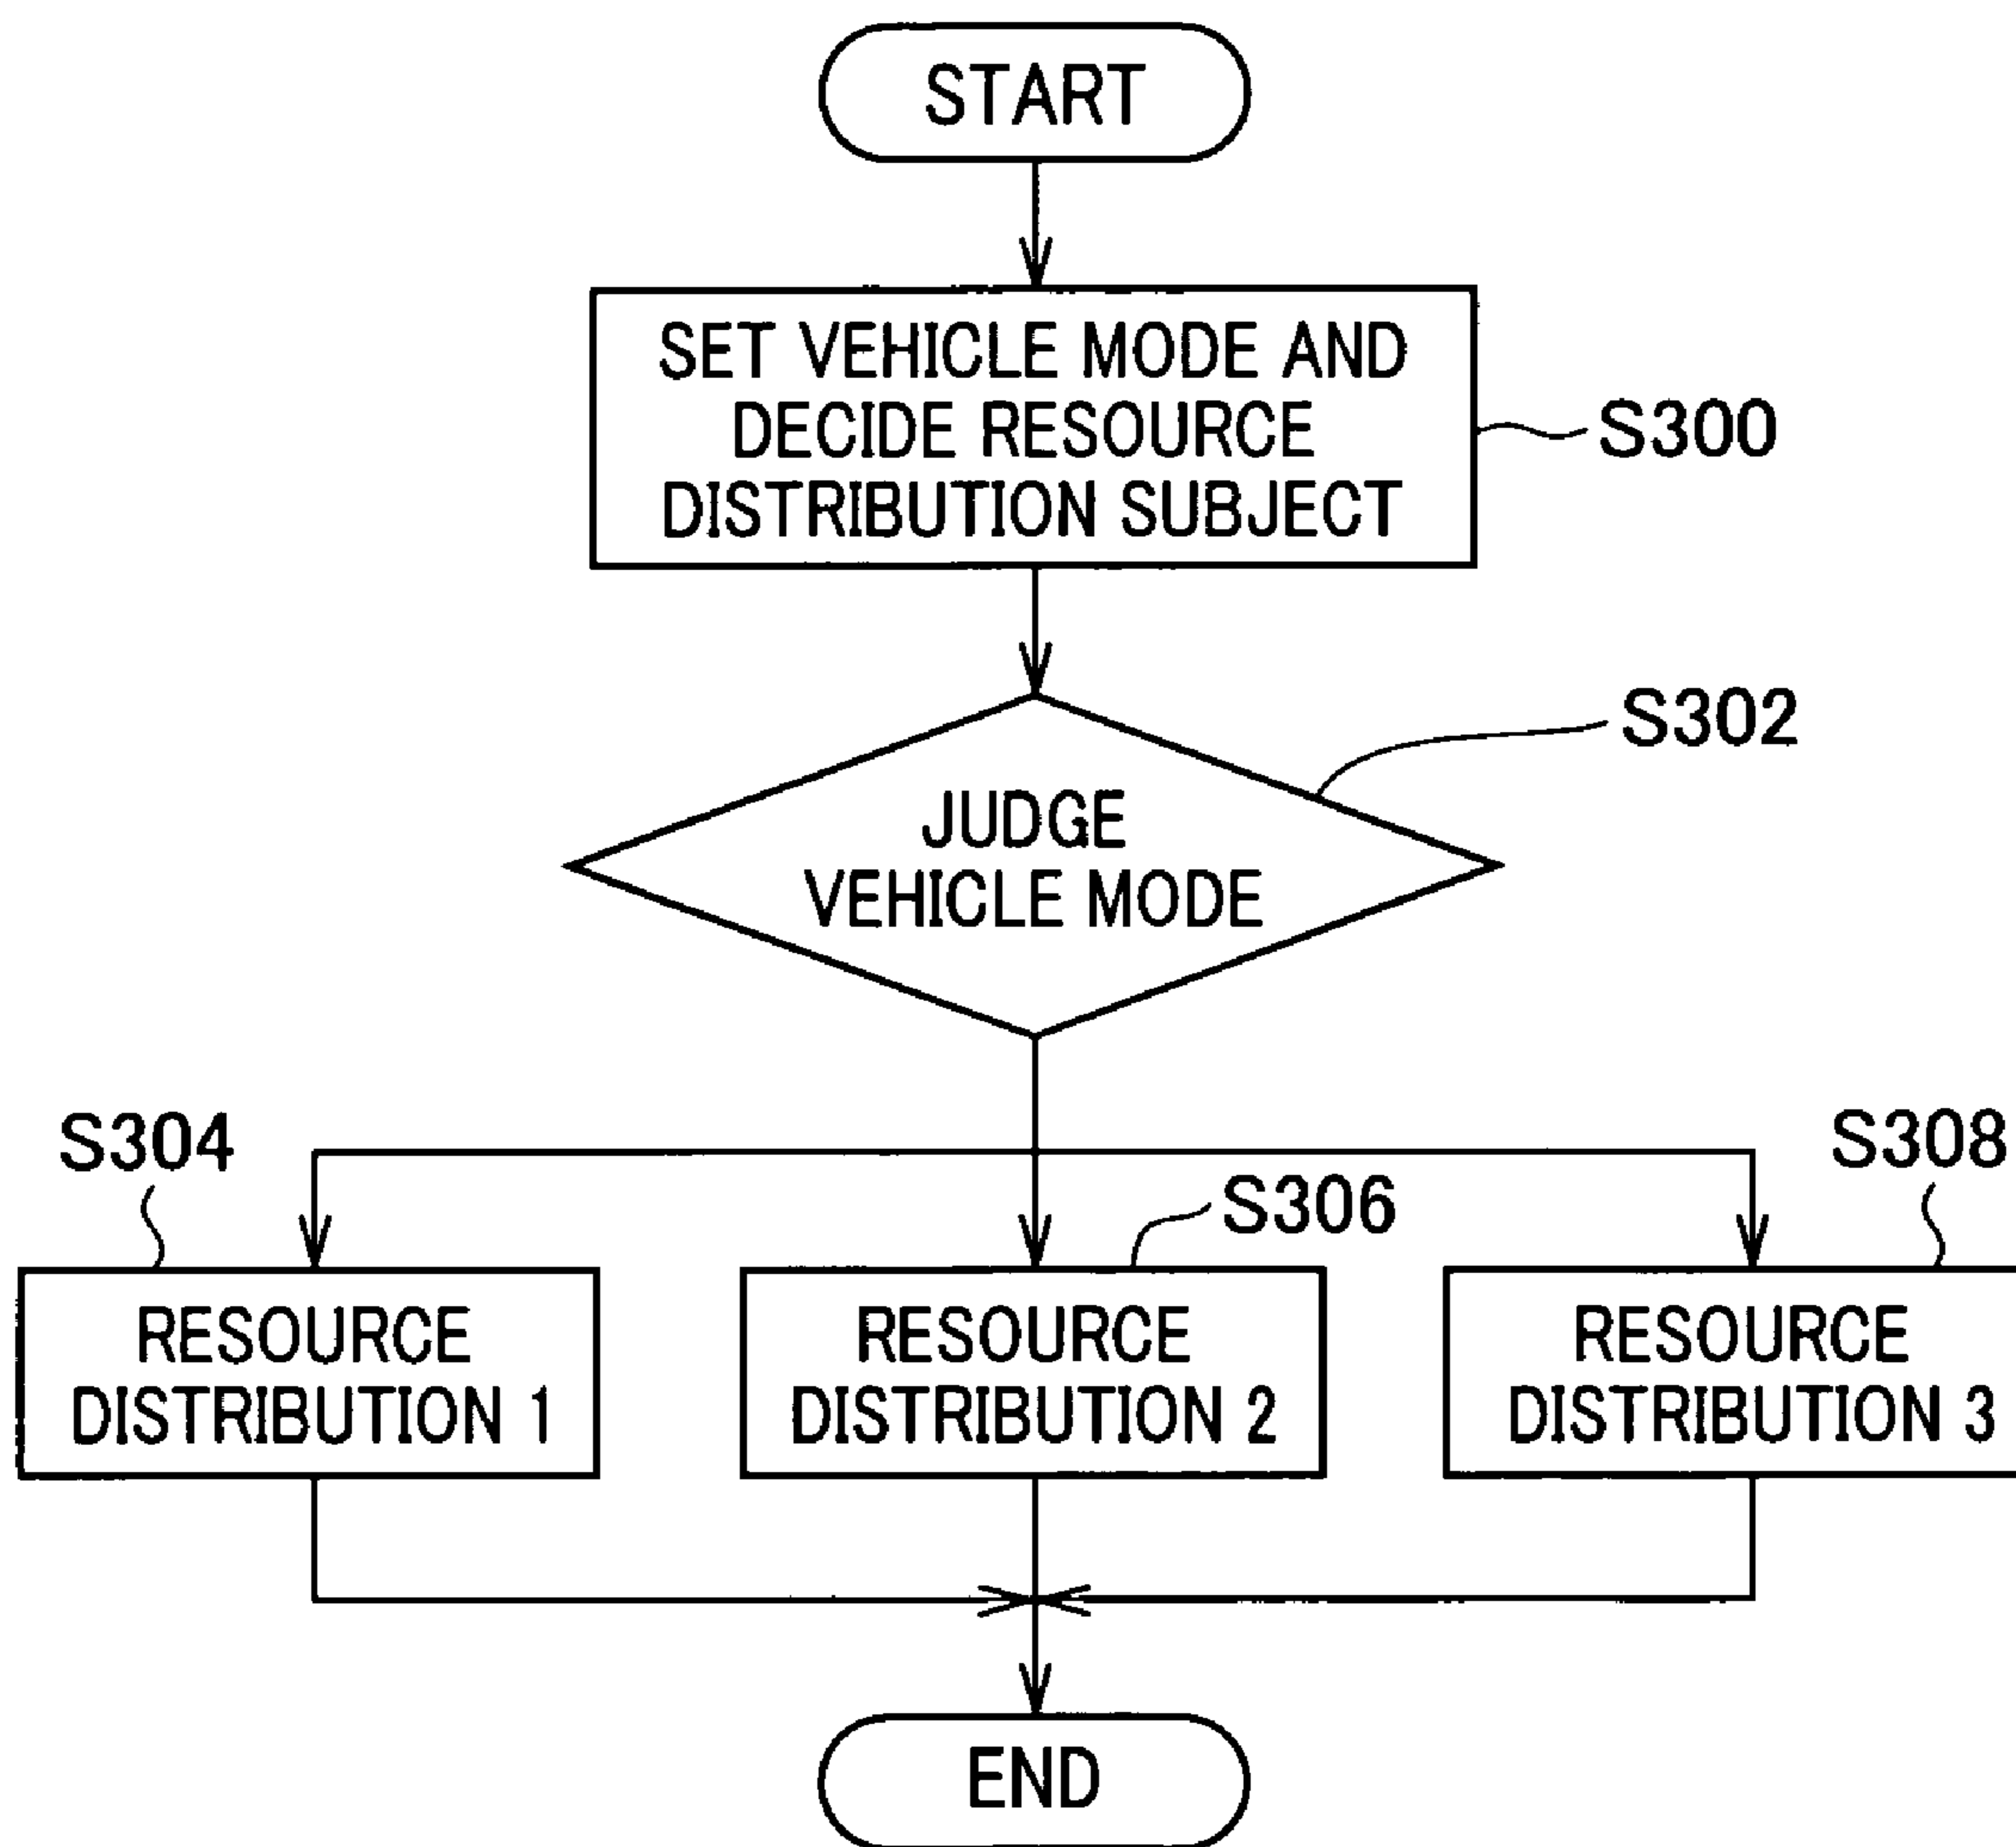 START
SET VEHICLE MODE AND
DECIDE RESOURCE
DISTRIBUTION SUBJECT
S300
S302
JUDGE
VEHICLE MODE
S304
S306
S308
RESOURCE
DISTRIBUTION 1
RESOURCE
DISTRIBUTION 2
RESOURCE
DISTRIBUTION 3
END